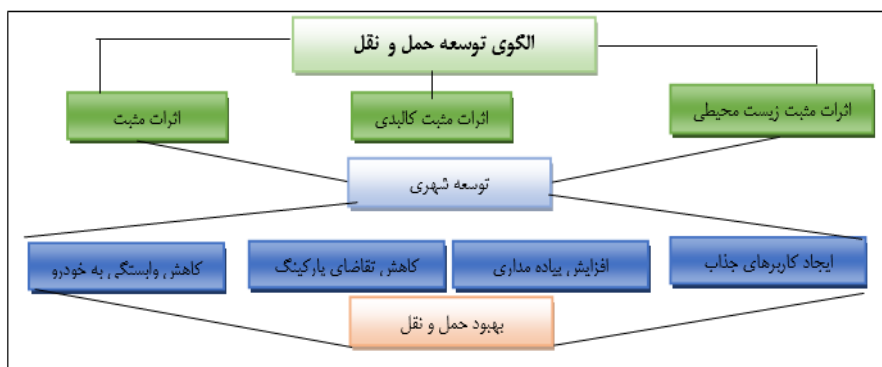 الگوی توسعه حمل و نقل
اثرات مثبت زیست محیطی
اثرات مثبت کالبدی
اثرات مثبت
توسعه شهری
ایجاد کاربرهای جذاب
افزایش پیاده مداری
کاهش تقاضای پارکینگ
کاهش وابستگی به خودرو
بهبود حمل و نقل